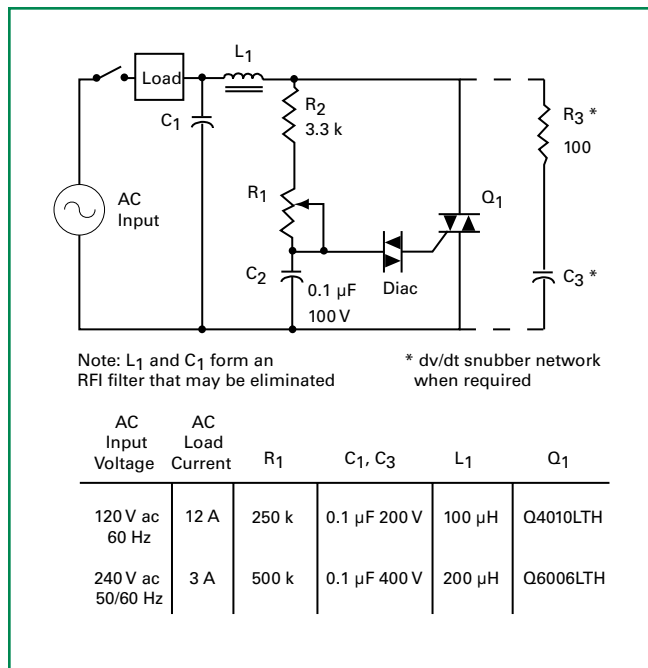 L1
Load
R2
3.3 k
C1
R3 *
100
AC
Input
R1
Q1
C2
0.1 µF
100 V
Diac
C3 *
Note: L1 and C1 form an
RFI filter that may be eliminated
* dv/dt snubber network
when required
AC Input Voltage AC Load Current R1 C1, C3 L1 Q1
120 V ac 12 A 250 k 0.1 µF 200 V 100 µH Q4010LTH
60 Hz
240 V ac 3 A 500 k 0.1 µF 400 V 200 µH Q6006LTH
50/60 Hz